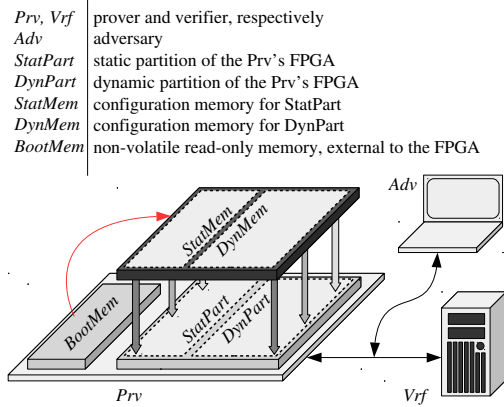 Prv, Vrf prover and verifier, respectively
Adv adversary
StatPart static partition of the Prv's FPGA
DynPart dynamic partition of the Prv's FPGA
StatMem configuration memory for StatPart
DynMem configuration memory for DynPart
BootMem non-volatile read-only memory, external to the FPGA
Adv
StatMem
DynMem
BootMem
StatPart
DynPart
Prv
Vrf